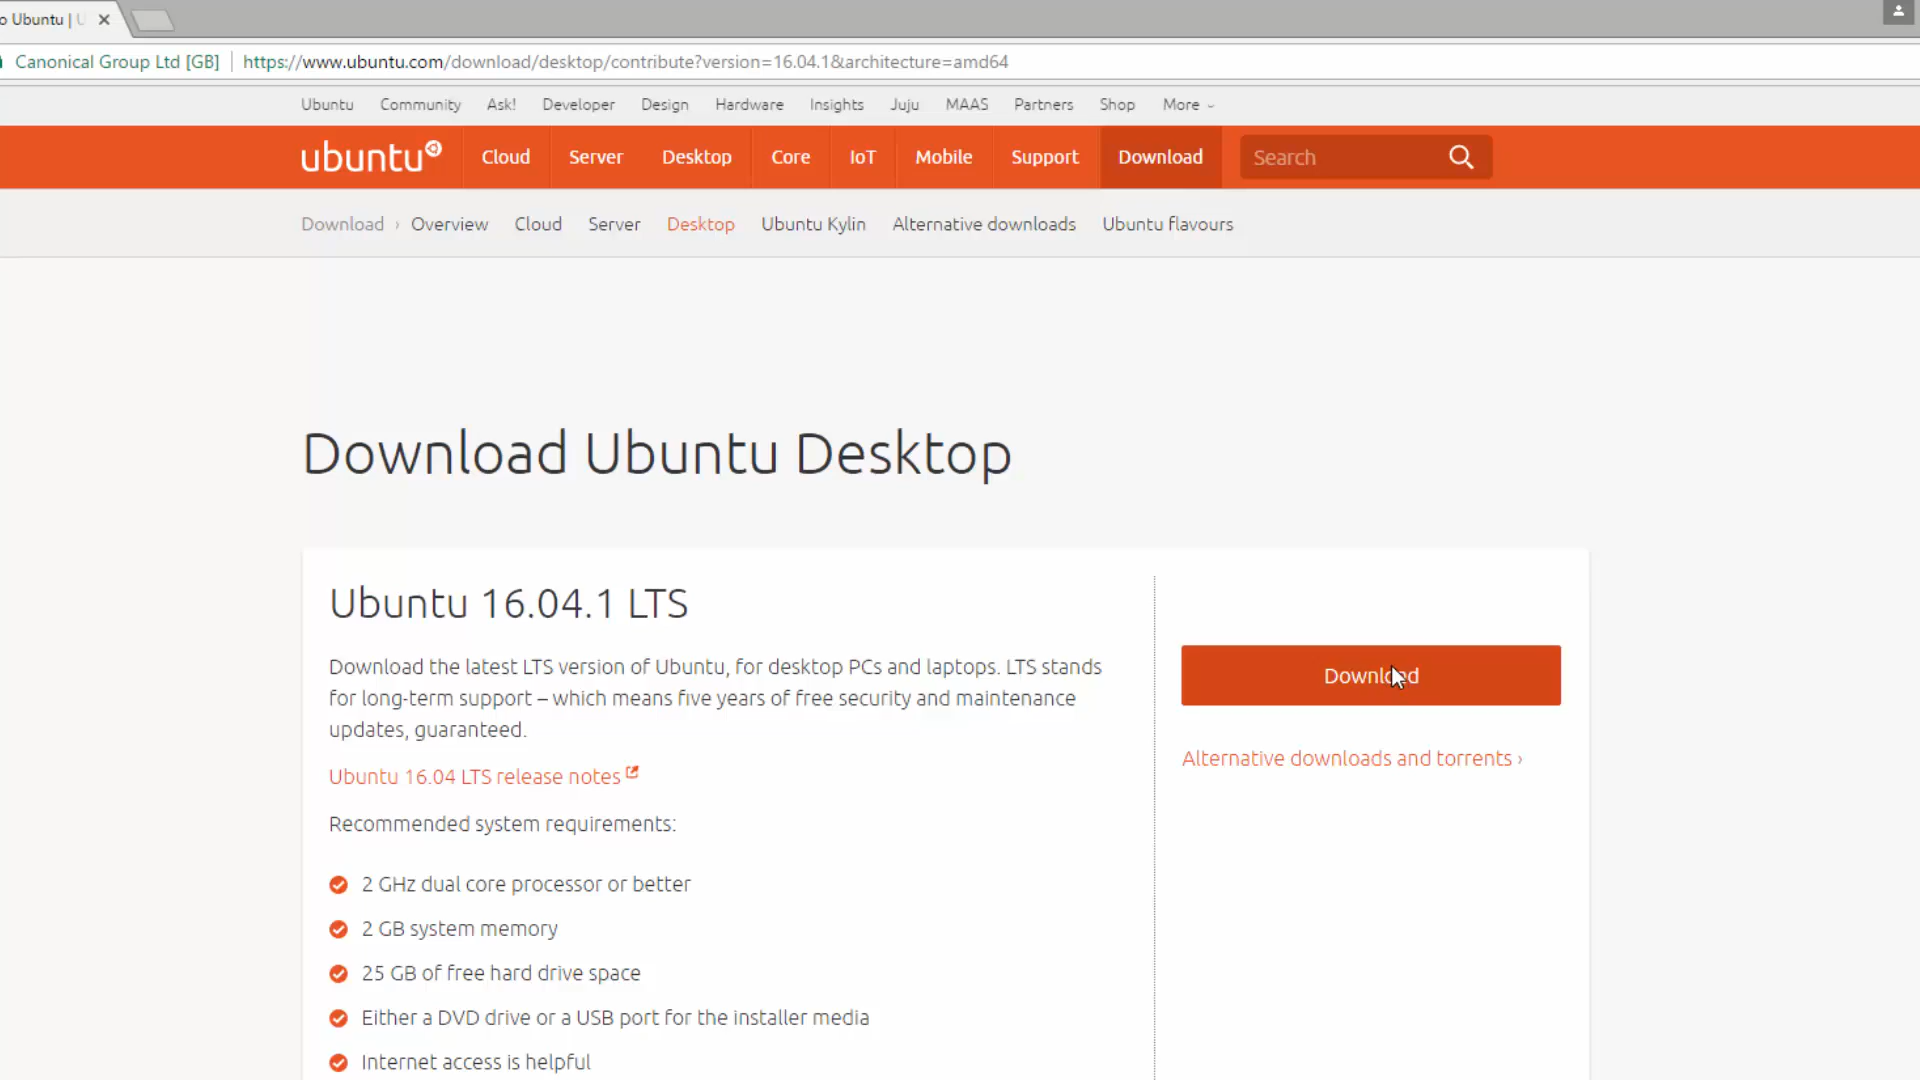 o Ubuntu | U
Canonical Group Ltd [GB] https://www.ubuntu.com/download/desktop/contribute?version=16.04.1&architecture=amd64
Ubuntu Community Ask! Developer Design Hardware Insights Juju MAAS Partners Shop More
ubuntu Cloud Server Desktop Core IoT Mobile Support Download Search
Download › Overview Cloud Server Desktop Ubuntu Kylin Alternative downloads Ubuntu flavours
Download Ubuntu Desktop
Ubuntu 16.04.1 LTS
Download the latest LTS version of Ubuntu, for desktop PCs and laptops. LTS stands
for long-term support – which means five years of free security and maintenance
updates, guaranteed.
Ubuntu 16.04 LTS release notes
Recommended system requirements:
2 GHz dual core processor or better
2 GB system memory
25 GB of free hard drive space
Either a DVD drive or a USB port for the installer media
Internet access is helpful
Download
Alternative downloads and torrents ›